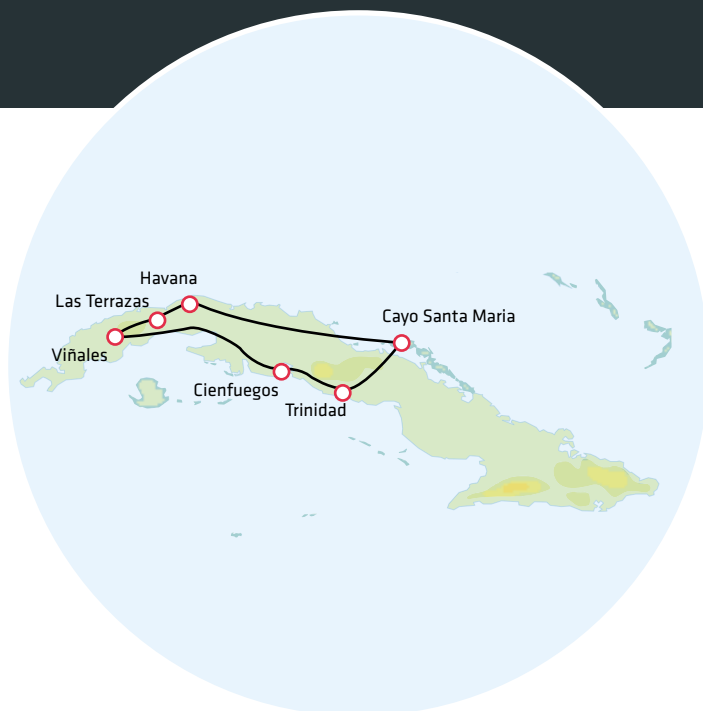 Havana
Las Terrazas
Cayo Santa Maria
Viñales
Cienfuegos
Trinidad